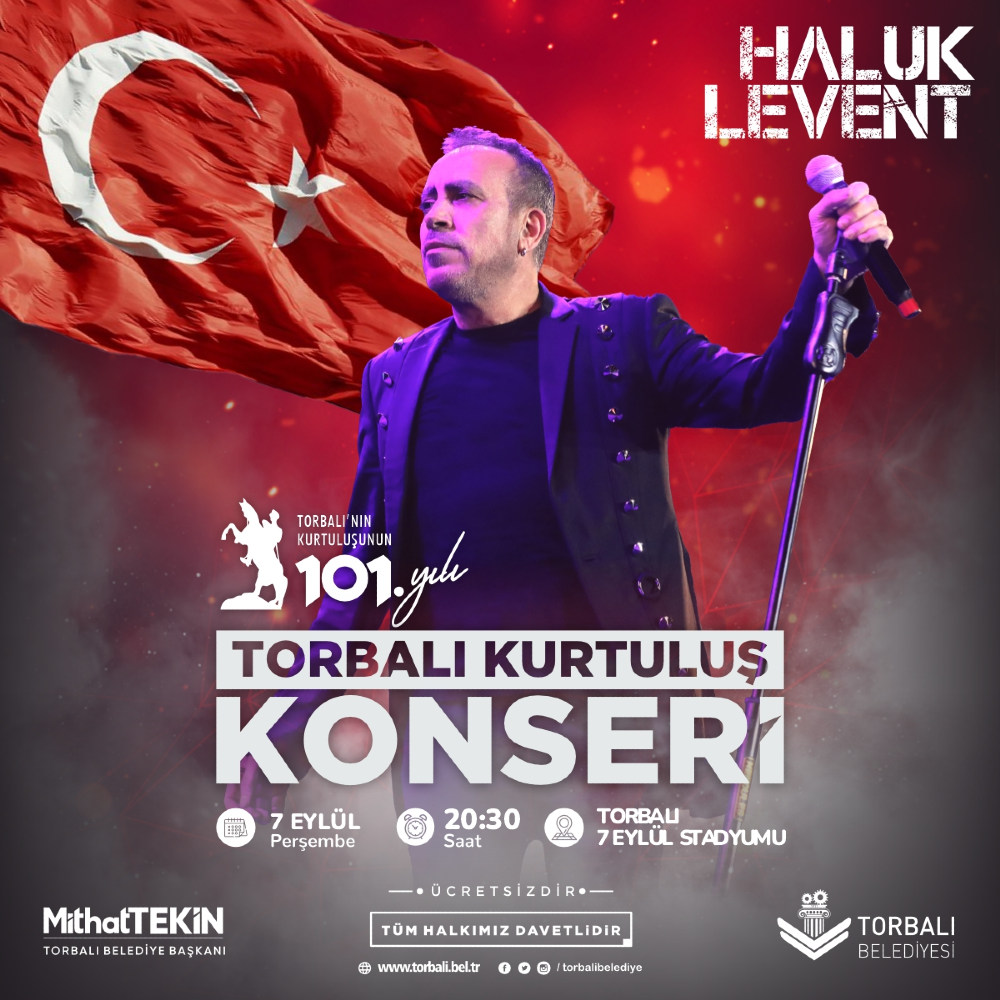 HALUK
LEVENT
TORBALI'NIN
KURTULUŞUNUN
101. yılı
TORBALI KURTULUŞ
KONSERİ
7 EYLÜL
Perşembe
20:30
Saat
TORBALI
7 EYLÜL STADYUMU
ÜCRETSİZDİR
TÜM HALKIMIZ DAVETLİDİR
www.torbali.bel.tr /torbalibelediye
MithatTEKİN
TORBALI BELEDİYE BAŞKANI
TORBALI
BELEDİYESİ